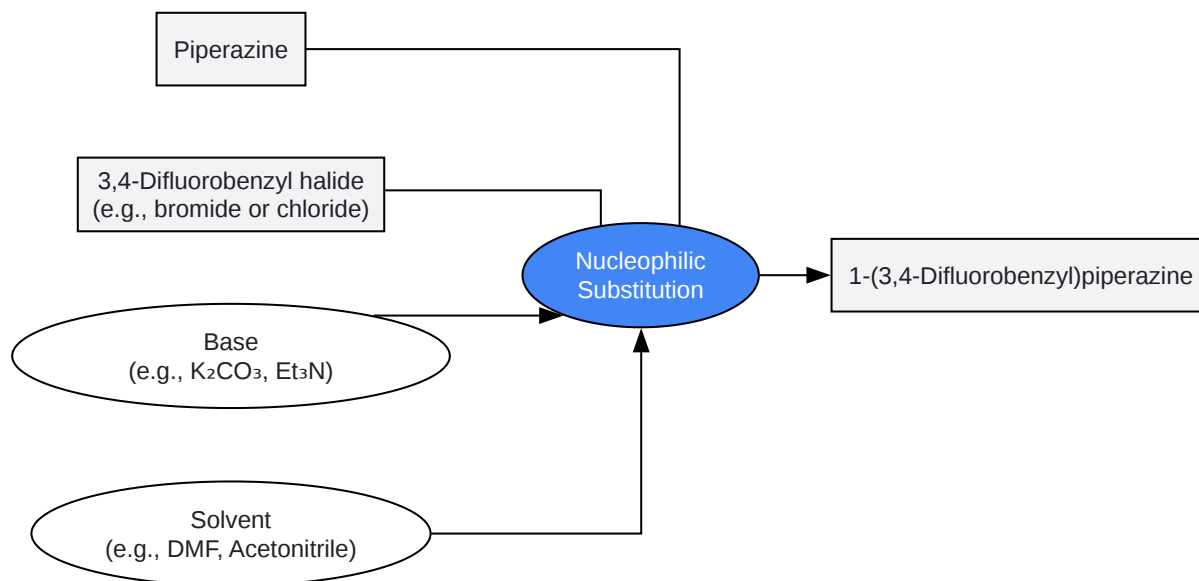 Piperazine
3,4-Difluorobenzyl halide
(e.g., bromide or chloride)
Nucleophilic
Substitution
1-(3,4-Difluorobenzyl)piperazine
Base
(e.g., K₂CO₃, Et₃N)
Solvent
(e.g., DMF, Acetonitrile)